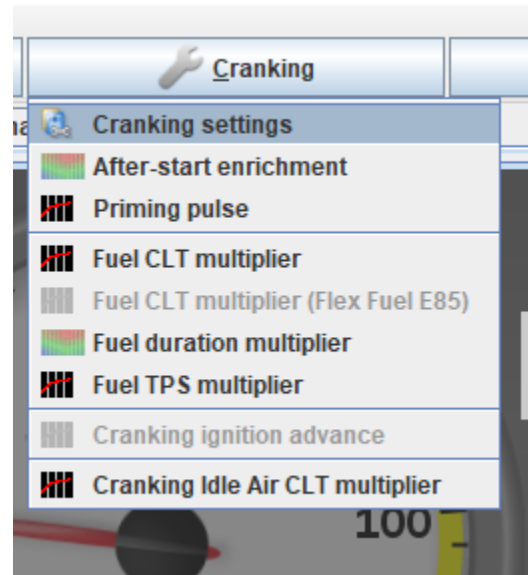 Cranking
Cranking settings
After-start enrichment
Priming pulse
Fuel CLT multiplier
Fuel CLT multiplier (Flex Fuel E85)
Fuel duration multiplier
Fuel TPS multiplier
Cranking ignition advance
Cranking Idle Air CLT multiplier
100